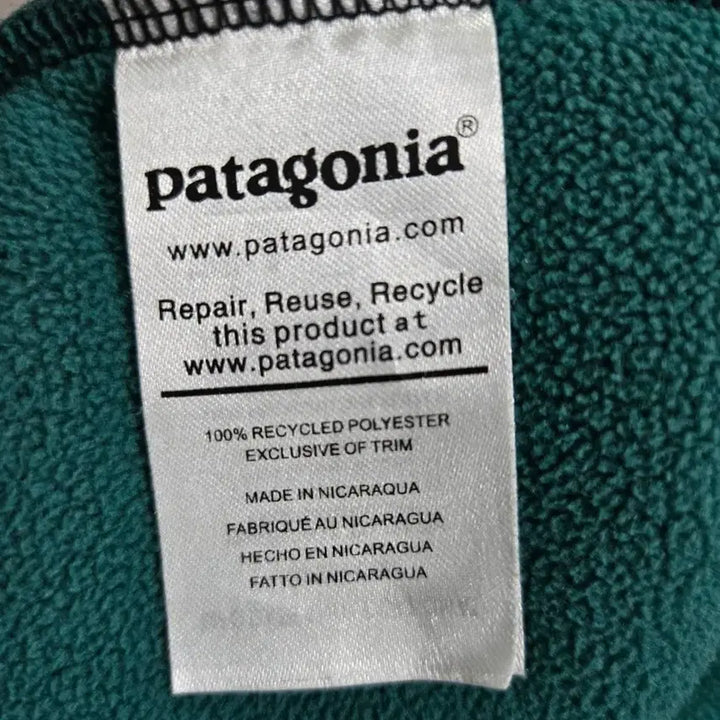 patagonia®
www.patagonia.com
Repair, Reuse, Recycle
this product at
www.patagonia.com
100% RECYCLED POLYESTER
EXCLUSIVE OF TRIM
MADE IN NICARAQUA
FABRIQUÉ AU NICARAGUA
HECHO EN NICARAGUA
FATTO IN NICARAGUA